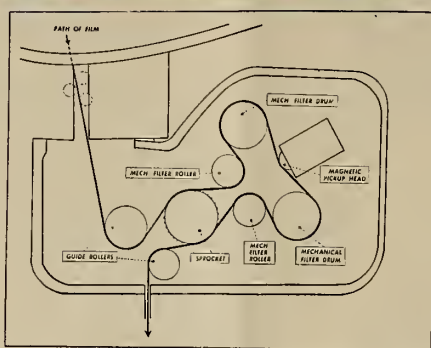 PATH OF FILM
MECH FILTER DRUM
MECH FILTER ROLLER
MAGNETIC
PICKUP HEAD
GUIDE ROLLERS
SPROCKET
MECH
FILTER
ROLLER
MECHANICAL
FILTER DRUM